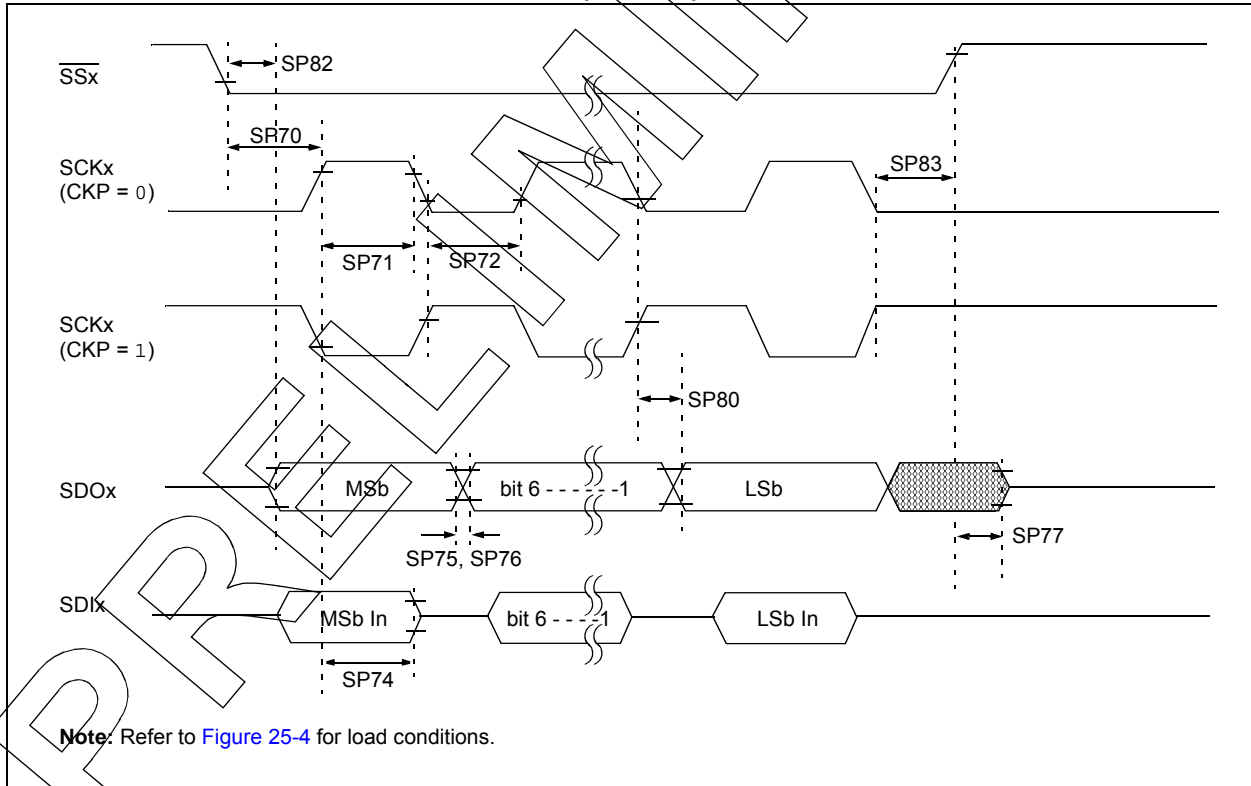 SSx
SP82
SP70
SCKx
(CKP = 0)
SP83
SP71
SP72
SCKx
(CKP = 1)
SP80
SDOx
MSb
bit 6 - - - - - -1
LSb
SP75, SP76
SP77
SDIx
MSb In
bit 6 - - - -1
LSb In
SP74
Note: Refer to Figure 25-4 for load conditions.
PRELIMIN